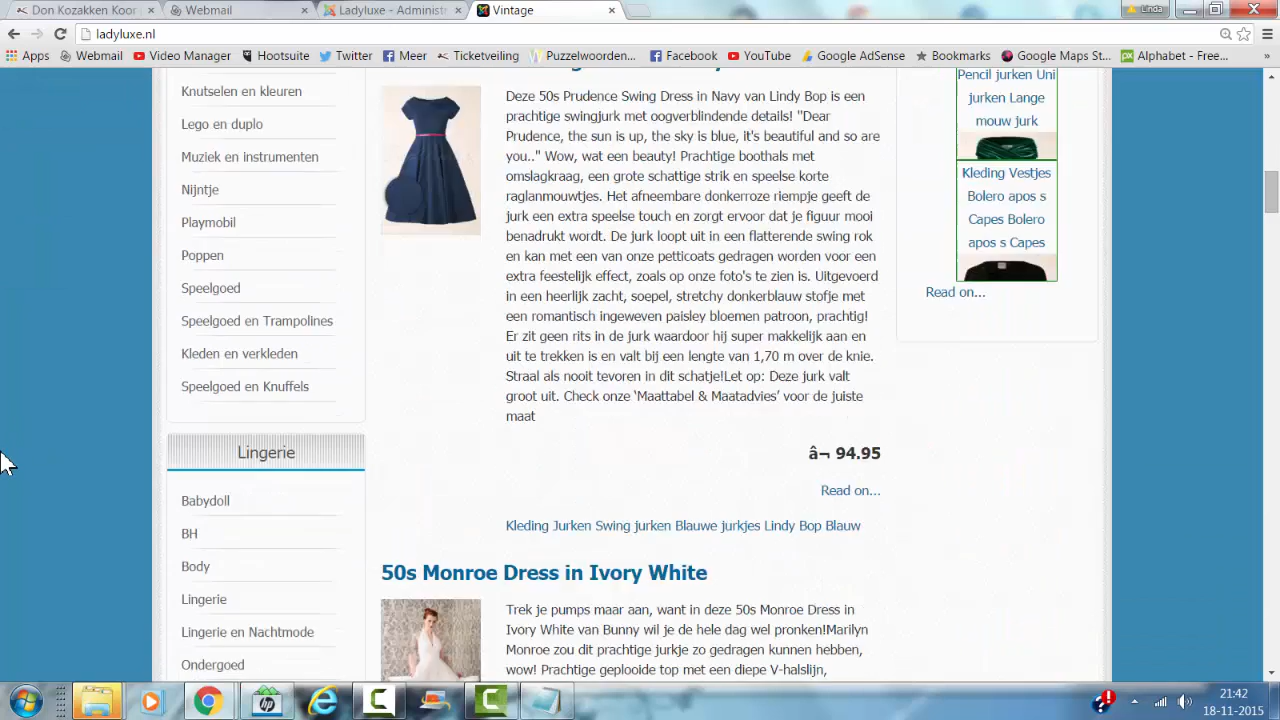 Don Kozakken Koor
Webmail
Ladyluxe - Administr
Vintage
Linda
ladyluxe.nl
Apps
Webmail
Video Manager
Hootsuite
Twitter
Meer
Ticketveiling
Puzzelwoorden...
Facebook
YouTube
Google AdSense
Bookmarks
Google Maps St...
Alphabet - Free...
»
Knutselen en kleuren
Lego en duplo
Muziek en instrumenten
Nijntje
Playmobil
Poppen
Speelgoed
Speelgoed en Trampolines
Kleden en verkleden
Speelgoed en Knuffels
Lingerie
Babydoll
BH
Body
Lingerie
Lingerie en Nachtmode
Ondergoed
Deze 50s Prudence Swing Dress in Navy van Lindy Bop is een
prachtige swingjurk met oogverblindende details! "Dear
Prudence, the sun is up, the sky is blue, it's beautiful and so are
you.." Wow, wat een beauty! Prachtige boothals met
omslagkraag, een grote schattige strik en speelse korte
raglanmouwtjes. Het afneembare donkerroze riempje geeft de
jurk een extra speelse touch en zorgt ervoor dat je figuur mooi
benadrukt wordt. De jurk loopt uit in een flatterende swing rok
en kan met een van onze petticoats gedragen worden voor een
extra feestelijk effect, zoals op onze foto's te zien is. Uitgevoerd
in een heerlijk zacht, soepel, stretchy donkerblauw stofje met
een romantisch ingeweven paisley bloemen patroon, prachtig!
Er zit geen rits in de jurk waardoor hij super makkelijk aan en
uit te trekken is en valt bij een lengte van 1,70 m over de knie.
Straal als nooit tevoren in dit schatje!Let op: Deze jurk valt
groot uit. Check onze 'Maattabel & Maatadvies' voor de juiste
maat
â¬ 94.95
Read on...
Kleding Jurken Swing jurken Blauwe jurkjes Lindy Bop Blauw
50s Monroe Dress in Ivory White
Trek je pumps maar aan, want in deze 50s Monroe Dress in
Ivory White van Bunny wil je de hele dag wel pronken!Marilyn
Monroe zou dit prachtige jurkje zo gedragen kunnen hebben,
wow! Prachtige geplooide top met een diepe V-halslijn,
Pencil jurken Uni
jurken Lange
mouw jurk
Kleding Vestjes
Bolero apos s
Capes Bolero
apos s Capes
Read on...
21:42
18-11-2015